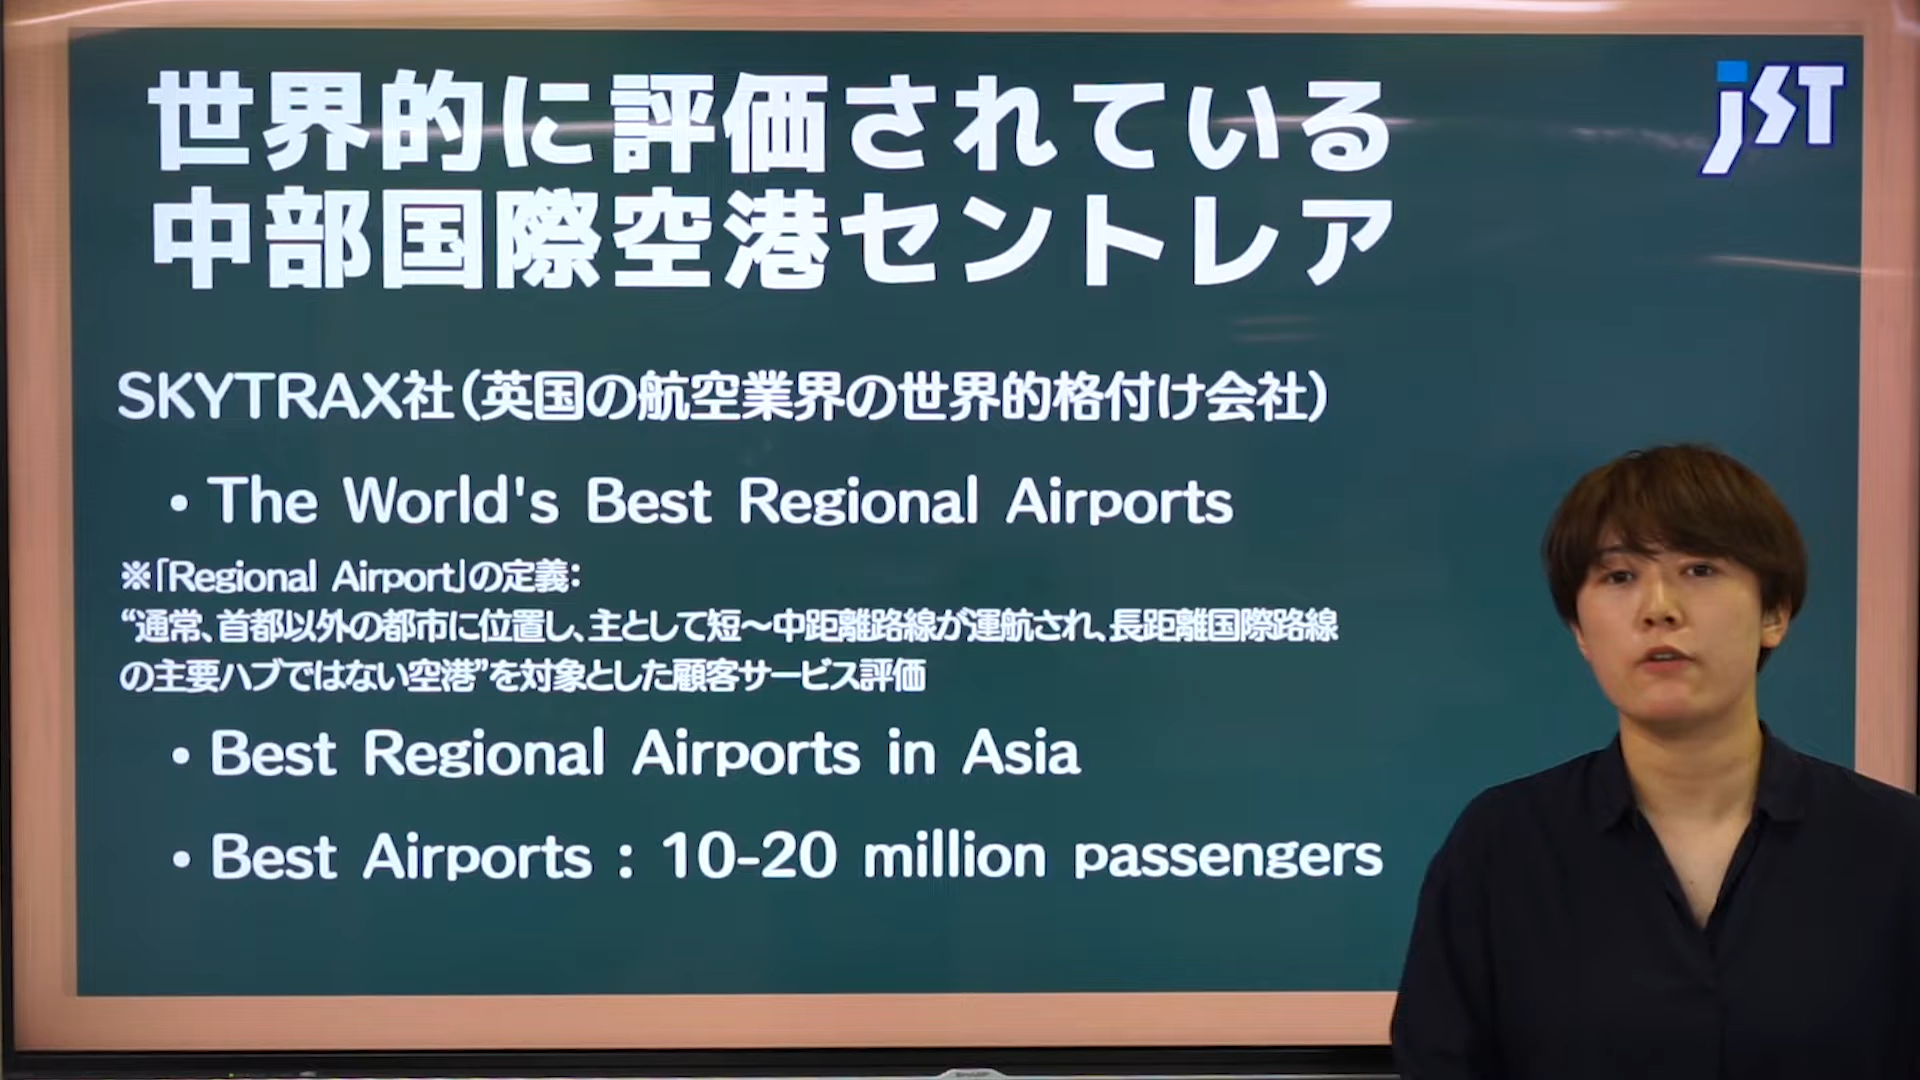 世界的に評価されている
中部国際空港セントレア
jST
SKYTRAX社（英国の航空業界の世界的格付け会社）
・The World's Best Regional Airports
※「Regional Airport」の定義：
“通常、首都以外の都市に位置し、主として短～中距離路線が運航され、長距離国際路線
の主要ハブではない空港”を対象とした顧客サービス評価
・Best Regional Airports in Asia
・Best Airports : 10-20 million passengers